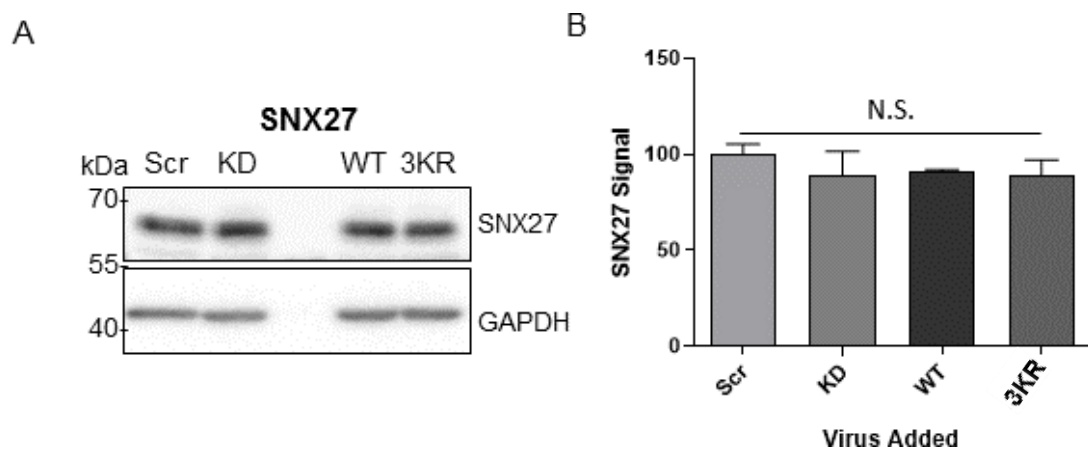 A
SNX27
kDa Scr KD WT 3KR
70
SNX27
55
GAPDH
40
B
150
N.S.
100
50
0
SNX27 Signal
Scr KD WT 3KR
Virus Added